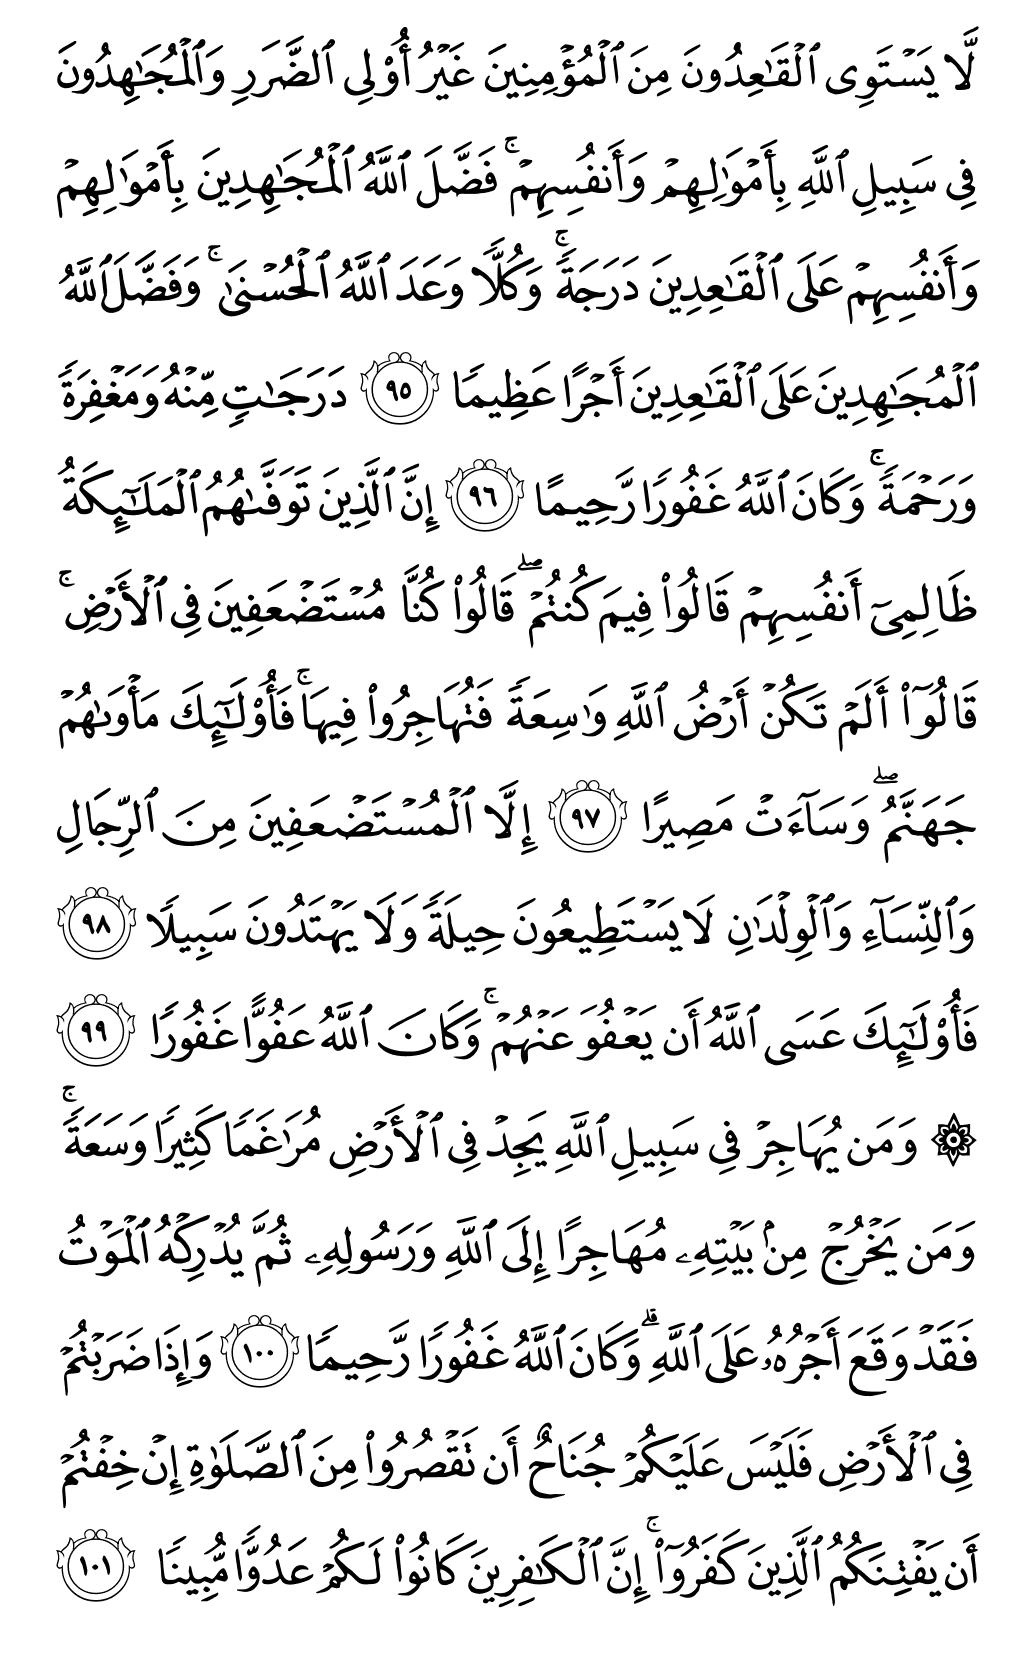 لَّا يَسْتَوِى ٱلْقَـٰعِدُونَ مِنَ ٱلْمُؤْمِنِينَ غَيْرُ أُو۟لِى ٱلضَّرَرِ وَٱلْمُجَـٰهِدُونَ
فِى سَبِيلِ ٱللَّهِ بِأَمْوَٰلِهِمْ وَأَنفُسِهِمْ ۚ فَضَّلَ ٱللَّهُ ٱلْمُجَـٰهِدِينَ بِأَمْوَٰلِهِمْ
وَأَنفُسِهِمْ عَلَى ٱلْقَـٰعِدِينَ دَرَجَةً ۚ وَكُلًّا وَعَدَ ٱللَّهُ ٱلْحُسْنَىٰ ۚ وَفَضَّلَ ٱللَّهُ
ٱلْمُجَـٰهِدِينَ عَلَى ٱلْقَـٰعِدِينَ أَجْرًا عَظِيمًا ٩٥ دَرَجَـٰتٍ مِّنْهُ وَمَغْفِرَةً
وَرَحْمَةً ۚ وَكَانَ ٱللَّهُ غَفُورًا رَّحِيمًا ٩٦ إِنَّ ٱلَّذِينَ تَوَفَّىٰهُمُ ٱلْمَلَـٰٓئِكَةُ
ظَالِمِىٓ أَنفُسِهِمْ قَالُوا۟ فِيمَ كُنتُمْ ۖ قَالُوا۟ كُنَّا مُسْتَضْعَفِينَ فِى ٱلْأَرْضِ ۚ
قَالُوٓا۟ أَلَمْ تَكُنْ أَرْضُ ٱللَّهِ وَٰسِعَةً فَتُهَاجِرُوا۟ فِيهَا ۚ فَأُو۟لَـٰٓئِكَ مَأْوَىٰهُمْ
جَهَنَّمُ ۖ وَسَآءَتْ مَصِيرًا ٩٧ إِلَّا ٱلْمُسْتَضْعَفِينَ مِنَ ٱلرِّجَالِ
وَٱلنِّسَآءِ وَٱلْوِلْدَٰنِ لَا يَسْتَطِيعُونَ حِيلَةً وَلَا يَهْتَدُونَ سَبِيلًا ٩٨
فَأُو۟لَـٰٓئِكَ عَسَى ٱللَّهُ أَن يَعْفُوَ عَنْهُمْ ۚ وَكَانَ ٱللَّهُ عَفُوًّا غَفُورًا ٩٩
۞ وَمَن يُهَاجِرْ فِى سَبِيلِ ٱللَّهِ يَجِدْ فِى ٱلْأَرْضِ مُرَٰغَمًا كَثِيرًا وَسَعَةً ۚ
وَمَن يَخْرُجْ مِنۢ بَيْتِهِۦ مُهَاجِرًا إِلَى ٱللَّهِ وَرَسُولِهِۦ ثُمَّ يُدْرِكْهُ ٱلْمَوْتُ
فَقَدْ وَقَعَ أَجْرُهُۥ عَلَى ٱللَّهِ ۗ وَكَانَ ٱللَّهُ غَفُورًا رَّحِيمًا ١٠٠ وَإِذَا ضَرَبْتُمْ
فِى ٱلْأَرْضِ فَلَيْسَ عَلَيْكُمْ جُنَاحٌ أَن تَقْصُرُوا۟ مِنَ ٱلصَّلَوٰةِ إِنْ خِفْتُمْ
أَن يَفْتِنَكُمُ ٱلَّذِينَ كَفَرُوٓا۟ ۚ إِنَّ ٱلْكَـٰفِرِينَ كَانُوا۟ لَكُمْ عَدُوًّا مُّبِينًا ١٠١